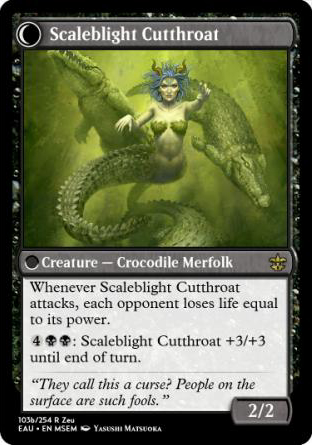 Scaleblight Cutthroat
Creature — Crocodile Merfolk
Whenever Scaleblight Cutthroat
attacks, each opponent loses life equal
to its power.
4: Scaleblight Cutthroat +3/+3
until end of turn.
“They call this a curse? People on the
surface are such fools.”
2/2
103b/254 R Zeu
EAU • EN MSEM Yasushi Matsuoka